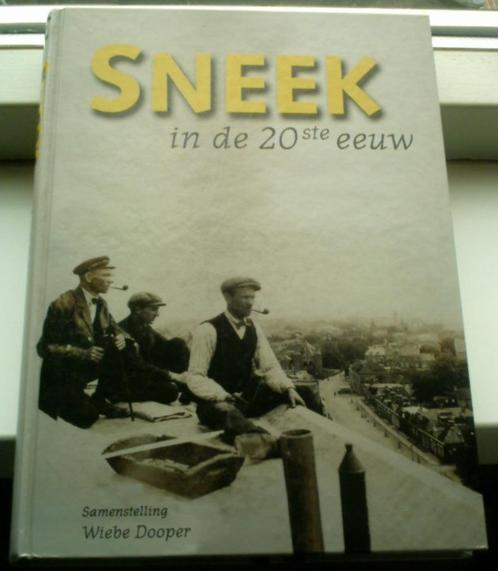 SNEEK
in de 20ste eeuw
Samenstelling
Wiebe Dooper